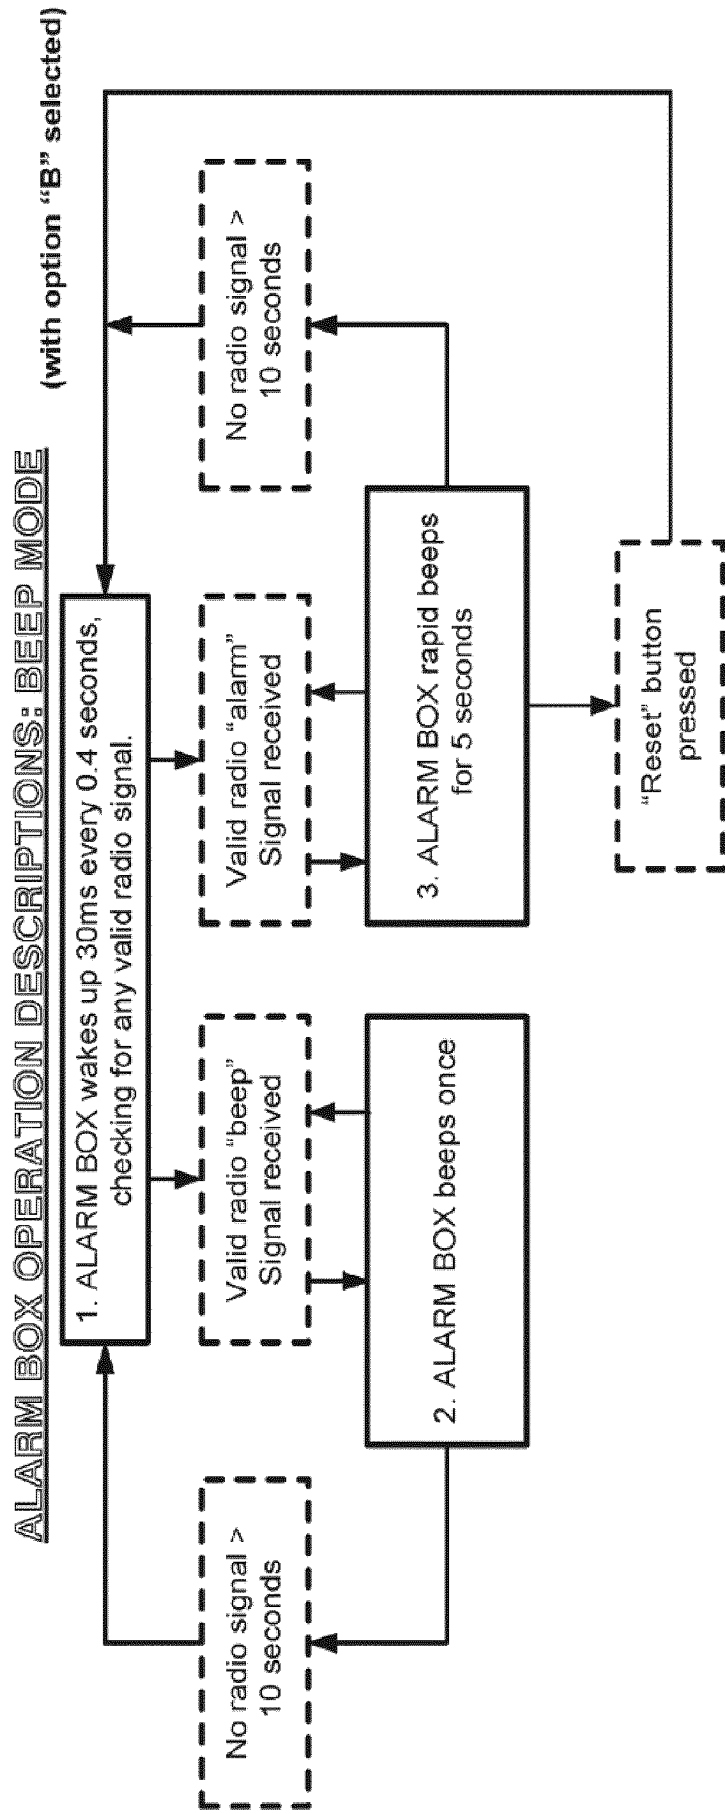 ALARM BOX OPERATION DESCRIPTIONS: BEEP MODE
(with option “B” selected)
1. ALARM BOX wakes up 30ms every 0.4 seconds,
checking for any valid radio signal.
No radio signal >
10 seconds
Valid radio “beep”
Signal received
Valid radio “alarm”
Signal received
No radio signal >
10 seconds
2. ALARM BOX beeps once
3. ALARM BOX rapid beeps
for 5 seconds
“Reset” button
pressed